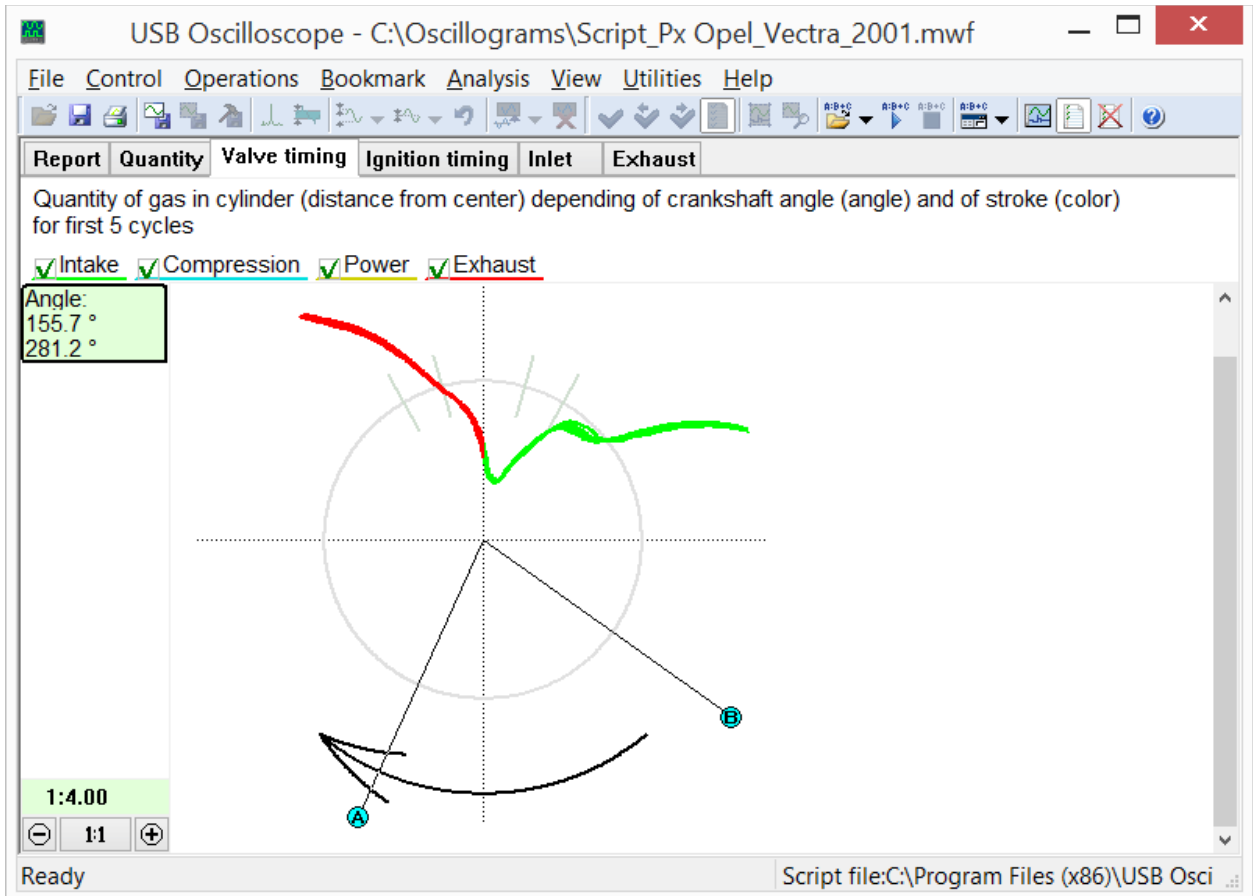 USB Oscilloscope - C:\Oscillograms\Script_Px Opel_Vectra_2001.mwf
File Control Operations Bookmark Analysis View Utilities Help
A:B+C A:B+C A:B+C A:B+C
Report Quantity Valve timing Ignition timing Inlet Exhaust
Quantity of gas in cylinder (distance from center) depending of crankshaft angle (angle) and of stroke (color)
for first 5 cycles
Intake Compression Power Exhaust
Angle:
155.7 °
281.2 °
B
A
1:4.00
1:1
Ready Script file:C:\Program Files (x86)\USB Osci